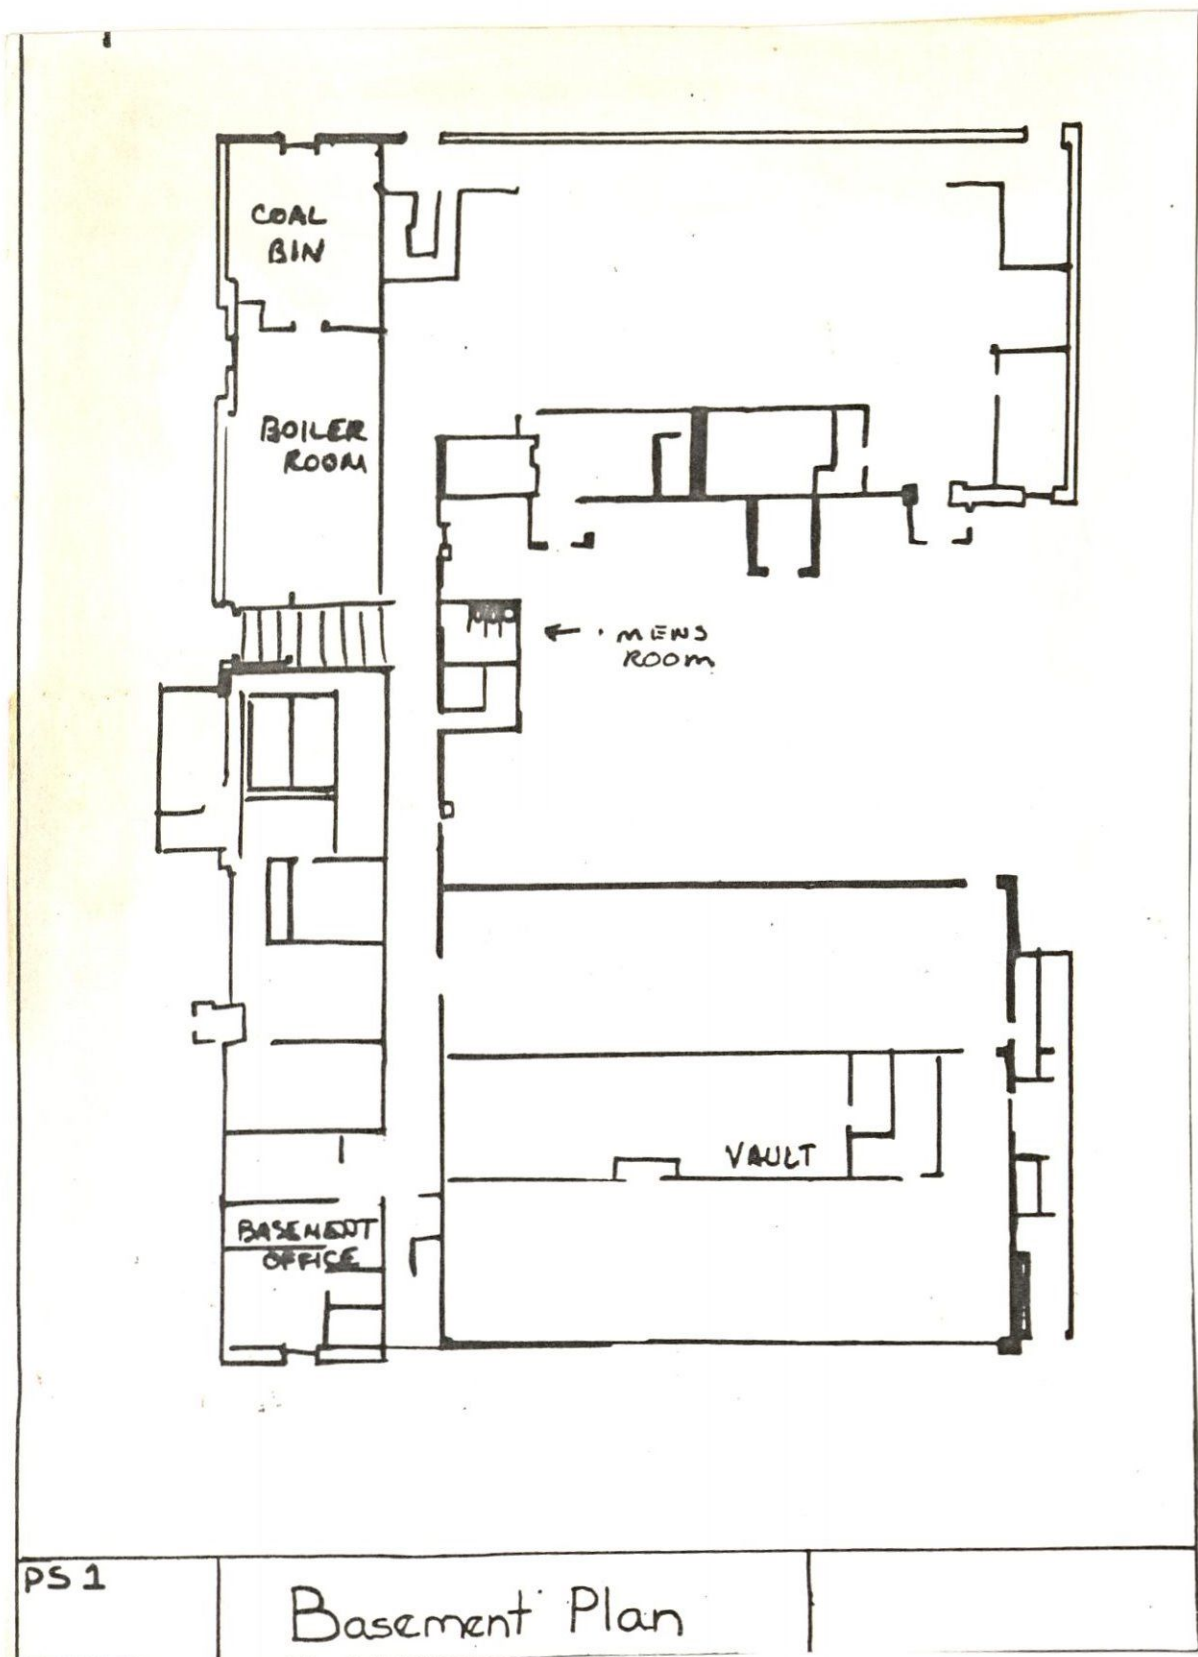 COAL
BIN
BOILER
ROOM
MENS
ROOM
VAULT
BASEMENT
OFFICE
PS 1
Basement Plan